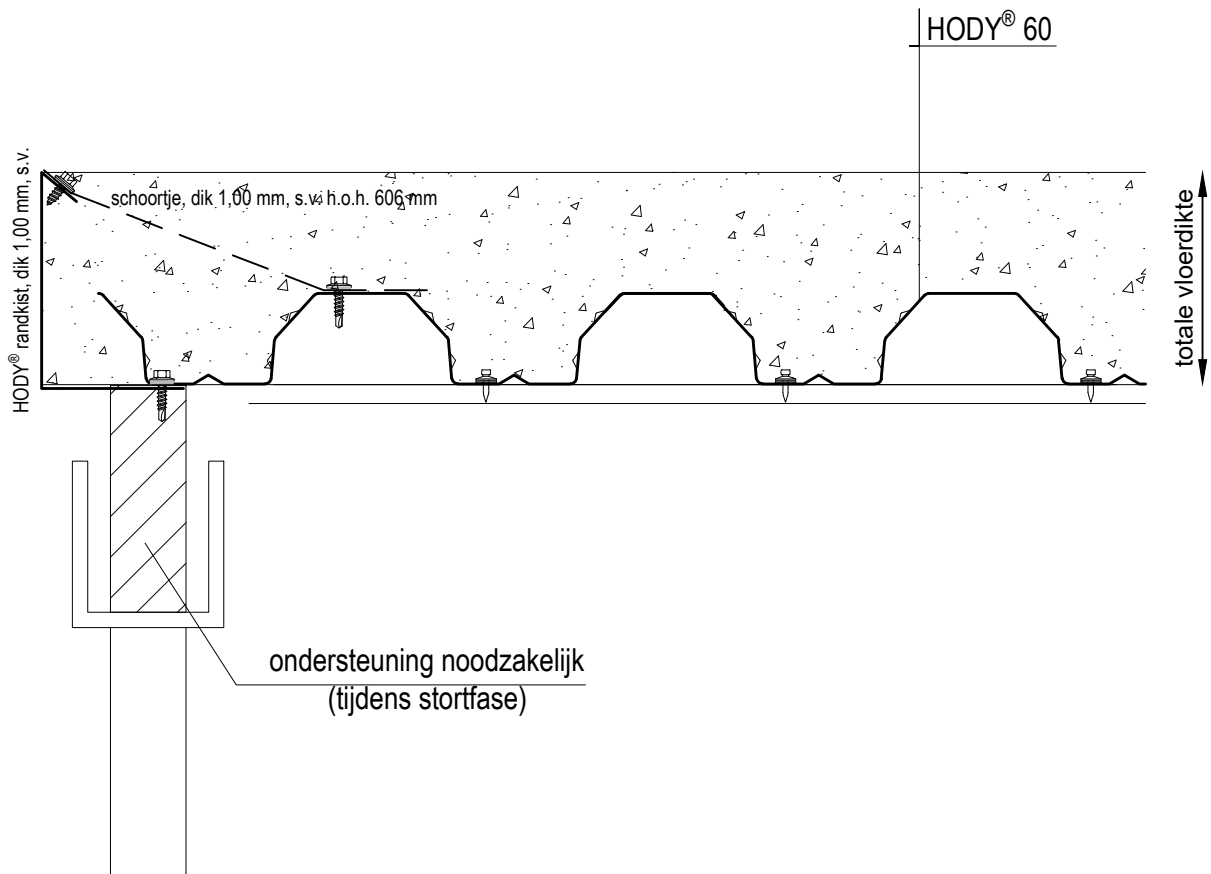 HODY® 60
HODY® randkist, dik 1,00 mm, s.v.
schoortje, dik 1,00 mm, s.v. h.o.h. 606 mm
totale vloerdikte
ondersteuning noodzakelijk
(tijdens stortfase)